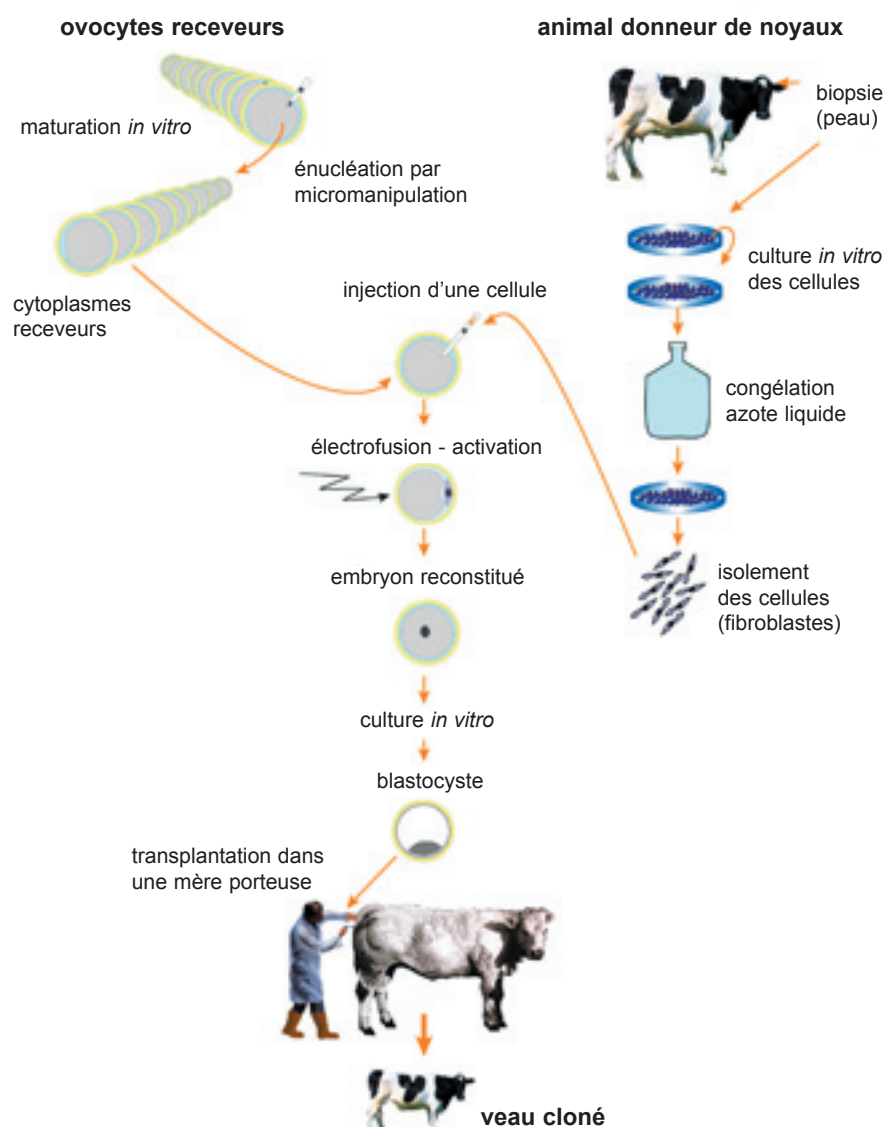 ovocytes receveurs
animal donneur de noyaux
biopsie
(peau)
maturation in vitro
énucléation par
micromanipulation
culture in vitro
des cellules
cytoplasmes
receveurs
injection d'une cellule
congélation
azote liquide
électrofusion - activation
embryon reconstitué
isolement
des cellules
(fibroblastes)
culture in vitro
blastocyste
transplantation dans
une mère porteuse
veau cloné